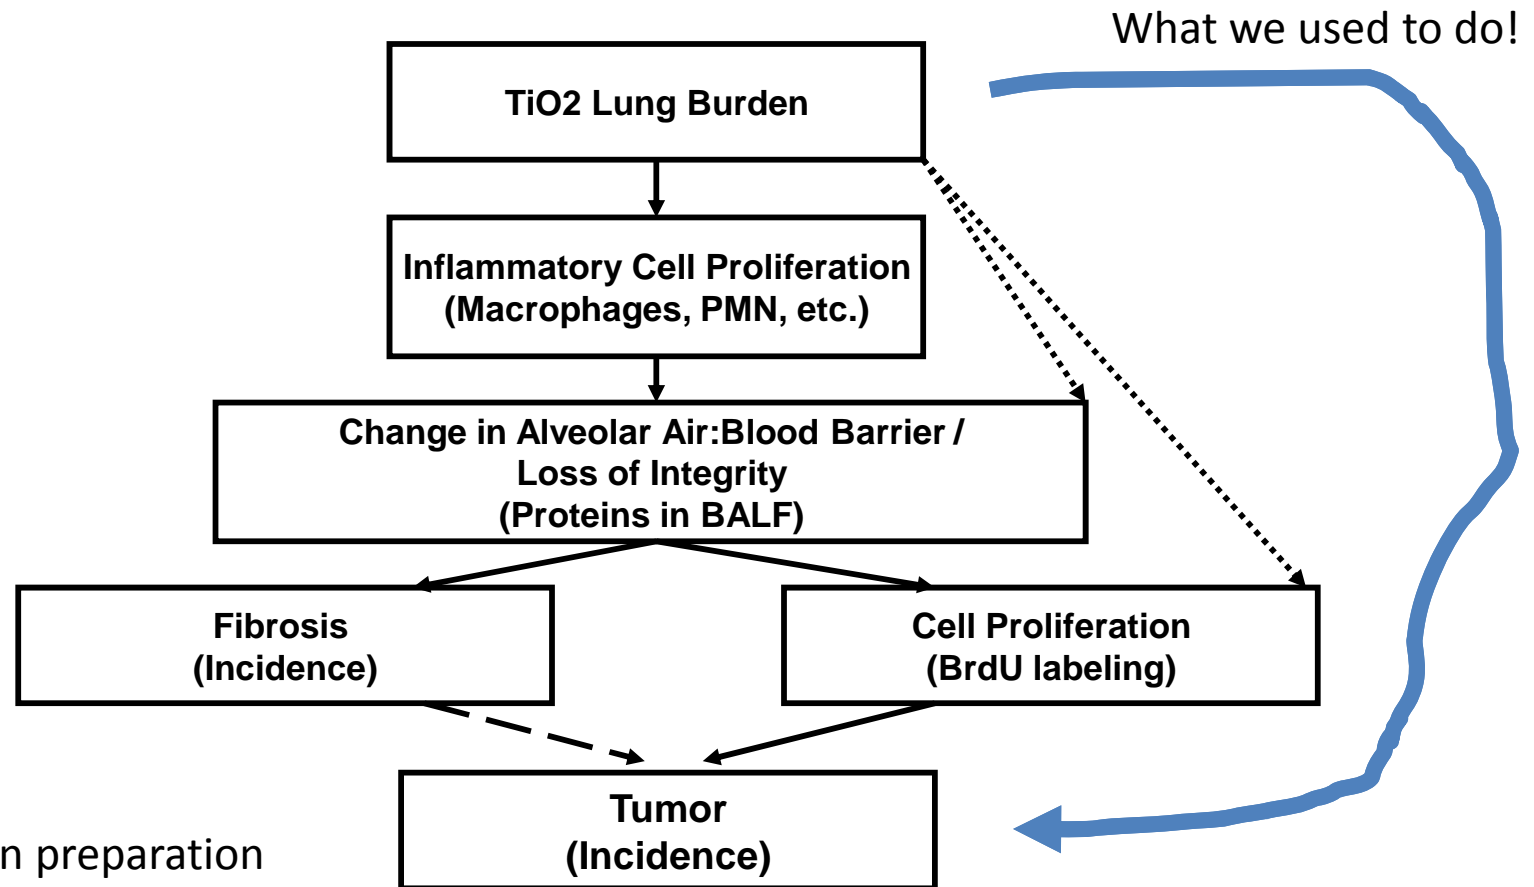 What we used to do!
TiO2 Lung Burden
Inflammatory Cell Proliferation
(Macrophages, PMN, etc.)
Change in Alveolar Air:Blood Barrier /
Loss of Integrity
(Proteins in BALF)
Fibrosis
(Incidence)
Cell Proliferation
(BrdU labeling)
Tumor
(Incidence)
n preparation